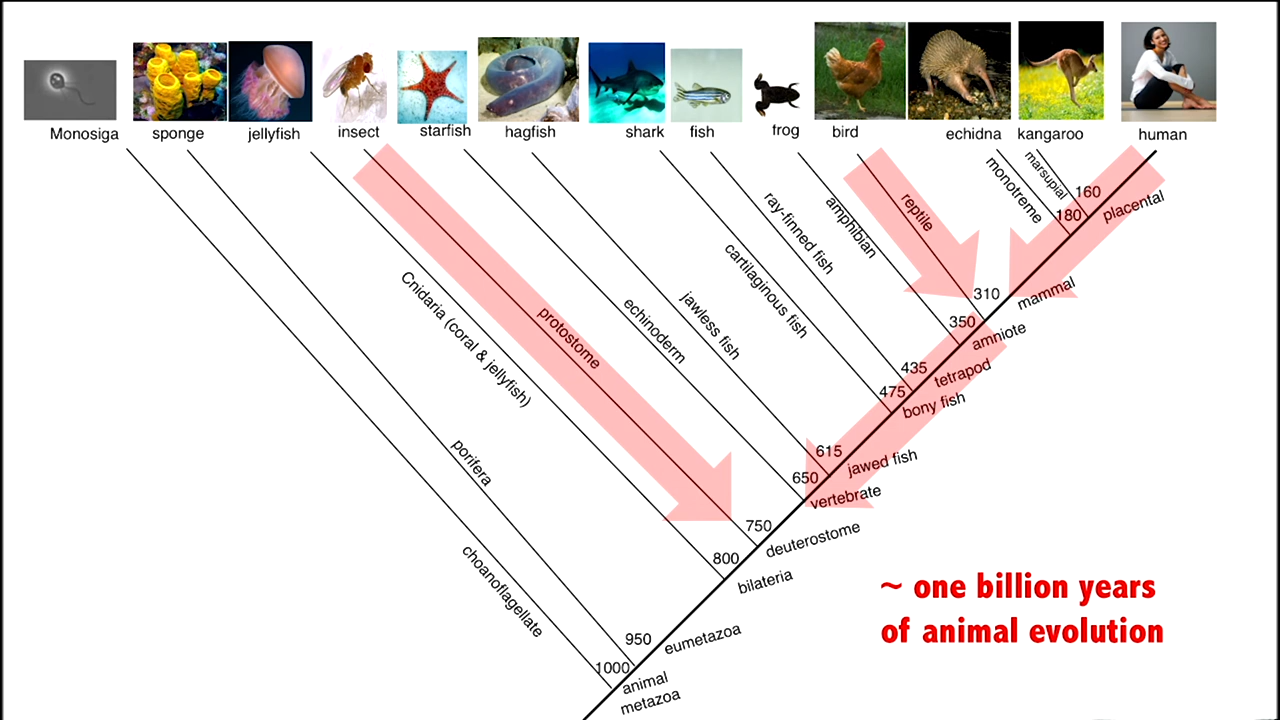 Monosiga
sponge
jellyfish
insect
starfish
hagfish
shark
fish
frog
bird
echidna
kangaroo
human
marsupial
monotreme
160
180
placental
reptile
amphibian
ray-finned fish
cartilaginous fish
jawless fish
echinoderm
protostome
Cnidaria (coral & jellyfish)
porifera
choanoflagellate
310
mammal
350
amniote
435
tetrapod
475
bony fish
615
jawed fish
650
vertebrate
750
deuterostome
800
bilateria
950
eumetazoa
1000
animal
metazoa
~ one billion years
of animal evolution